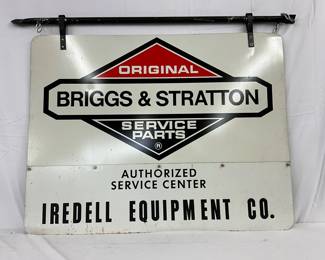 ORIGINAL
BRIGGS & STRATTON
SERVICE
PARTS
®
AUTHORIZED
SERVICE CENTER
IREDELL EQUIPMENT CO.